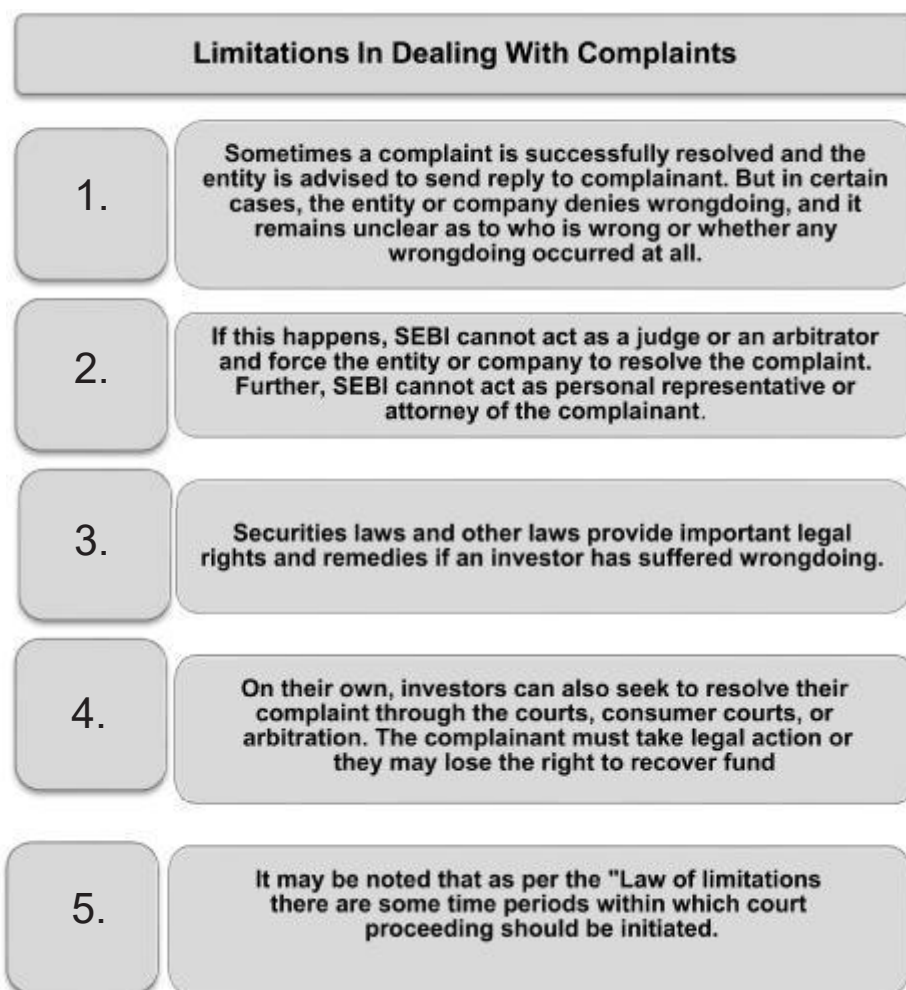 Limitations In Dealing With Complaints
1.
Sometimes a complaint is successfully resolved and the
entity is advised to send reply to complainant. But in certain
cases, the entity or company denies wrongdoing, and it
remains unclear as to who is wrong or whether any
wrongdoing occurred at all.
2.
If this happens, SEBI cannot act as a judge or an arbitrator
and force the entity or company to resolve the complaint.
Further, SEBI cannot act as personal representative or
attorney of the complainant.
3.
Securities laws and other laws provide important legal
rights and remedies if an investor has suffered wrongdoing.
4.
On their own, investors can also seek to resolve their
complaint through the courts, consumer courts, or
arbitration. The complainant must take legal action or
they may lose the right to recover fund
5.
It may be noted that as per the "Law of limitations
there are some time periods within which court
proceeding should be initiated.